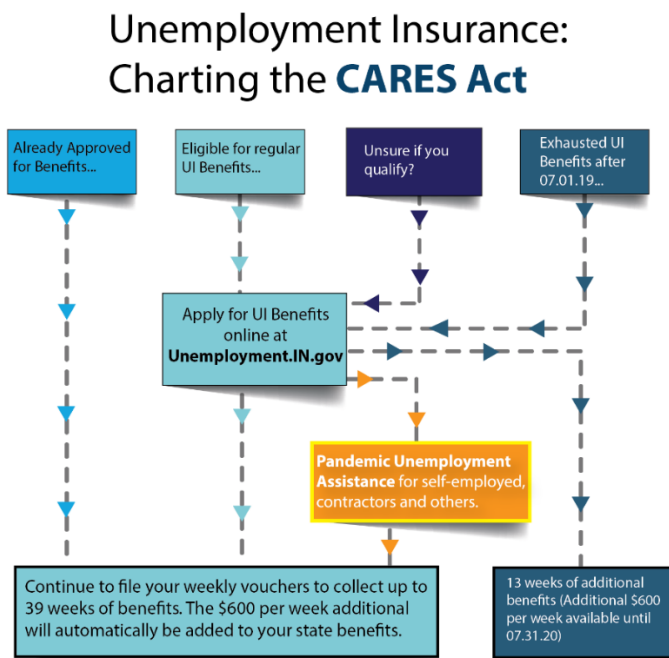 Unemployment Insurance:
Charting the CARES Act
Already Approved
for Benefits...
Eligible for regular
UI Benefits...
Unsure if you
qualify?
Exhausted UI
Benefits after
07.01.19...
Apply for UI Benefits
online at
Unemployment.IN.gov
Pandemic Unemployment
Assistance for self-employed,
contractors and others.
Continue to file your weekly vouchers to collect up to
39 weeks of benefits. The $600 per week additional
will automatically be added to your state benefits.
13 weeks of additional
benefits (Additional $600
per week available until
07.31.20)